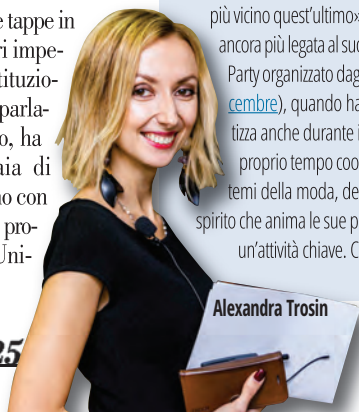 e tappe in
ri impe-
tituzio-
parla-
o, ha
aia di
no con
pro-
Uni-
25
più vicino quest'ultimo»
ancora più legata al suo
Party organizzato dag
cembre), quando ha
tizza anche durante i
proprio tempo coo
temi della moda, de
spirito che anima le sue p
un'attività chiave. C
Alexandra Trosin